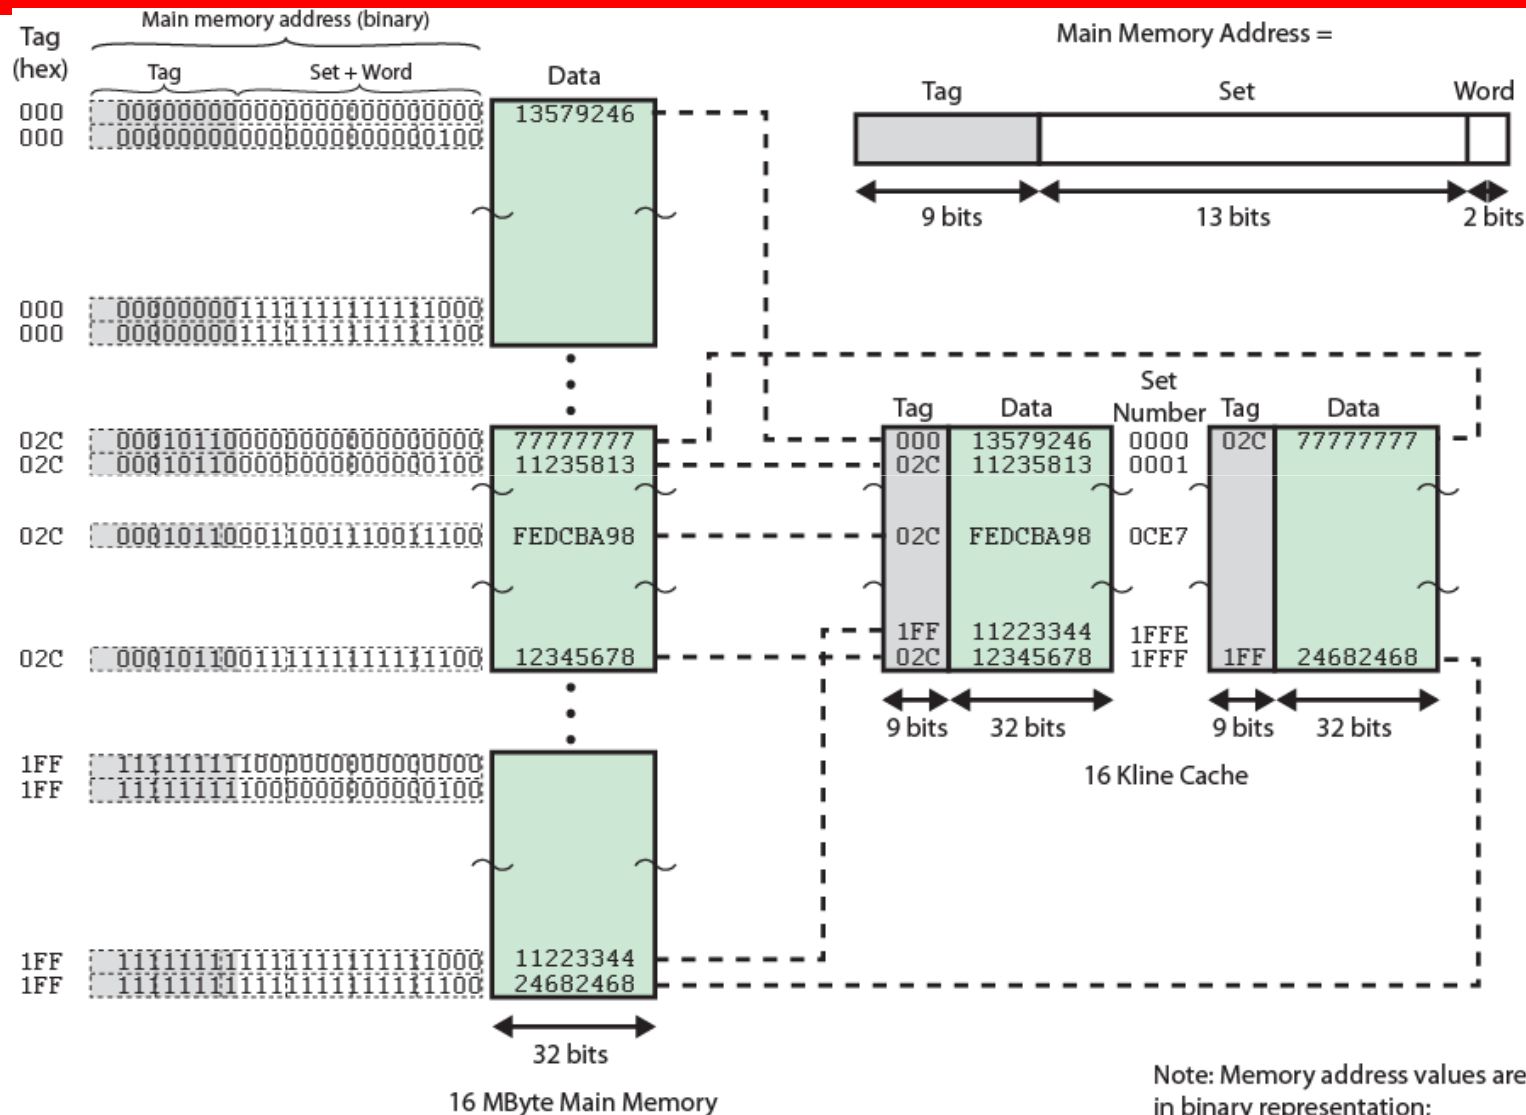 Main memory address (binary)
Tag
(hex)
Tag
Set + Word
Data
000 000000000000000000000000 13579246
000 000000000000000000000100
000 000000001111111111111000
000 000000001111111111111100
02C 000101100000000000000000 77777777
02C 000101100000000000000100 11235813
02C 000101100011001110011100 FEDCBA98
02C 000101100111111111111100 12345678
1FF 111111111000000000000000
1FF 111111111000000000000100
1FF 111111111111111111111000 11223344
1FF 111111111111111111111100 24682468
32 bits
16 MByte Main Memory
Main Memory Address =
Tag Set Word
9 bits 13 bits 2 bits
Set
Tag Data Number Tag Data
000 13579246 0000 02C 77777777
02C 11235813 0001
02C FEDCBA98 0CE7
1FF 11223344 1FFE
02C 12345678 1FFF 1FF 24682468
9 bits 32 bits 9 bits 32 bits
16 Kline Cache
Note: Memory address values are
in binary representation;